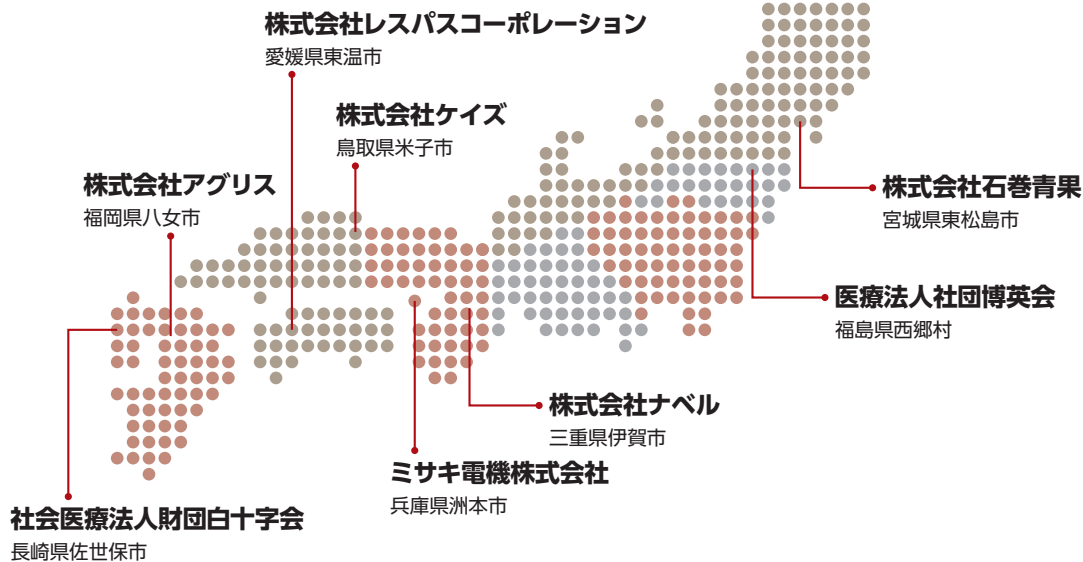 株式会社レスパスコーポレーション
愛媛県東温市
株式会社ケイズ
鳥取県米子市
株式会社アグリス
福岡県八女市
株式会社石巻青果
宮城県東松島市
医療法人社団博英会
福島県西郷村
株式会社ナベル
三重県伊賀市
ミサキ電機株式会社
兵庫県洲本市
社会医療法人財団白十字会
長崎県佐世保市